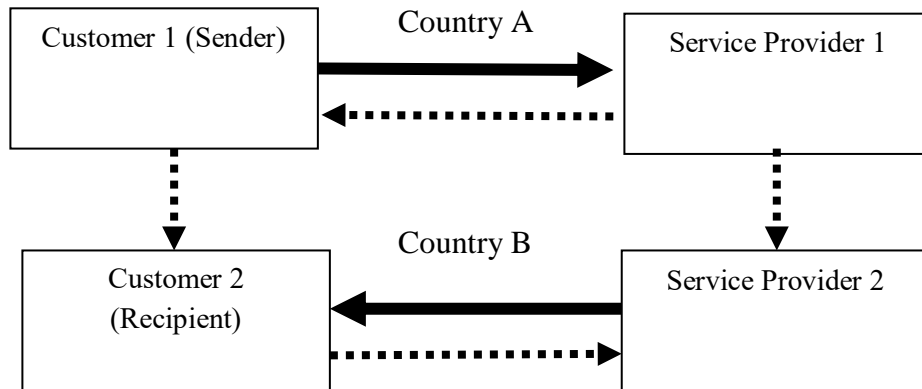 Customer 1 (Sender)
Country A
Service Provider 1
Customer 2
(Recipient)
Country B
Service Provider 2